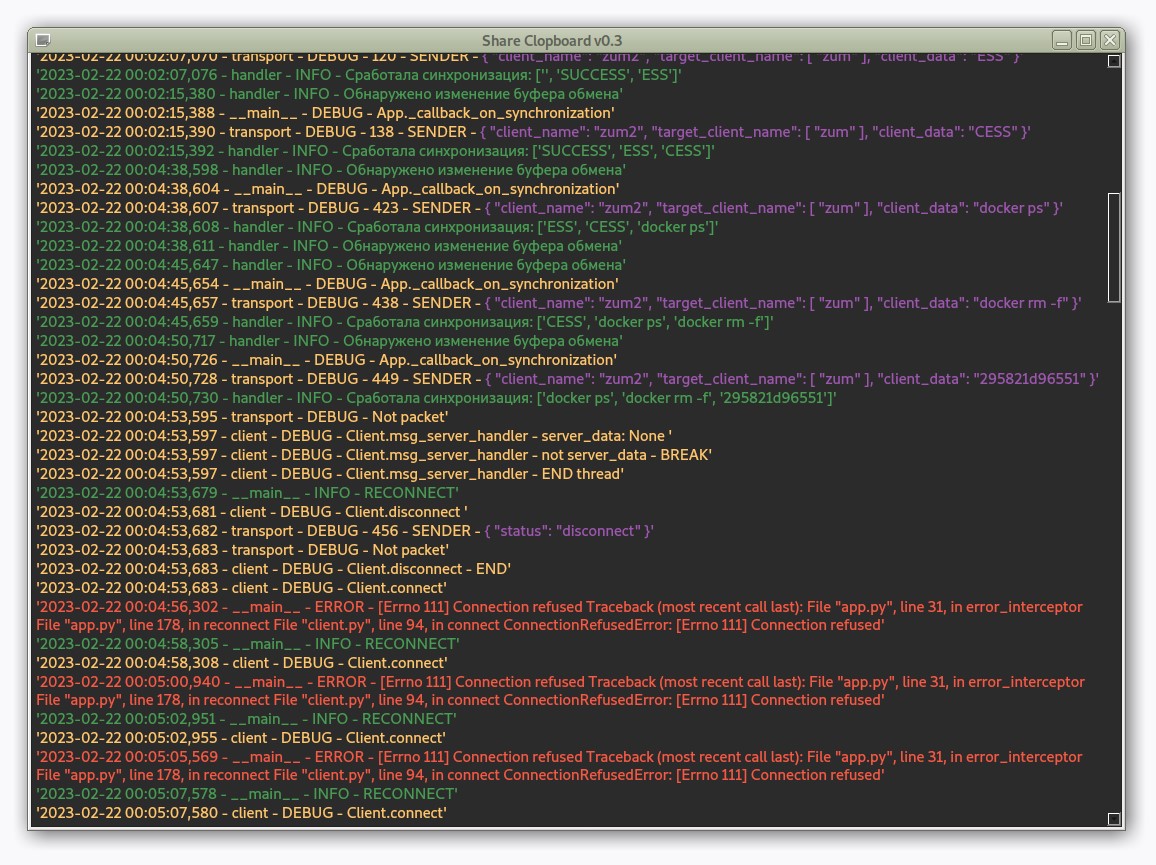 Share Clopboard v0.3
'2023-02-22 00:02:07,070 - transport - DEBUG - 120 - SENDER - { "client_name": "zum2", "target_client_name": [ "zum" ], "client_data": "ESS" }'
'2023-02-22 00:02:07,076 - handler - INFO - Сработала синхронизация: ['', 'SUCCESS', 'ESS']'
'2023-02-22 00:02:15,380 - handler - INFO - Обнаружено изменение буфера обмена'
'2023-02-22 00:02:15,388 - __main__ - DEBUG - App._callback_on_synchronization'
'2023-02-22 00:02:15,390 - transport - DEBUG - 138 - SENDER - { "client_name": "zum2", "target_client_name": [ "zum" ], "client_data": "CESS" }'
'2023-02-22 00:02:15,392 - handler - INFO - Сработала синхронизация: ['SUCCESS', 'ESS', 'CESS']'
'2023-02-22 00:04:38,598 - handler - INFO - Обнаружено изменение буфера обмена'
'2023-02-22 00:04:38,604 - __main__ - DEBUG - App._callback_on_synchronization'
'2023-02-22 00:04:38,607 - transport - DEBUG - 423 - SENDER - { "client_name": "zum2", "target_client_name": [ "zum" ], "client_data": "docker ps" }'
'2023-02-22 00:04:38,608 - handler - INFO - Сработала синхронизация: ['ESS', 'CESS', 'docker ps']'
'2023-02-22 00:04:38,611 - handler - INFO - Обнаружено изменение буфера обмена'
'2023-02-22 00:04:45,647 - handler - INFO - Обнаружено изменение буфера обмена'
'2023-02-22 00:04:45,654 - __main__ - DEBUG - App._callback_on_synchronization'
'2023-02-22 00:04:45,657 - transport - DEBUG - 438 - SENDER - { "client_name": "zum2", "target_client_name": [ "zum" ], "client_data": "docker rm -f" }'
'2023-02-22 00:04:45,659 - handler - INFO - Сработала синхронизация: ['CESS', 'docker ps', 'docker rm -f']'
'2023-02-22 00:04:50,717 - handler - INFO - Обнаружено изменение буфера обмена'
'2023-02-22 00:04:50,726 - __main__ - DEBUG - App._callback_on_synchronization'
'2023-02-22 00:04:50,728 - transport - DEBUG - 449 - SENDER - { "client_name": "zum2", "target_client_name": [ "zum" ], "client_data": "295821d96551" }'
'2023-02-22 00:04:50,730 - handler - INFO - Сработала синхронизация: ['docker ps', 'docker rm -f', '295821d96551']'
'2023-02-22 00:04:53,595 - transport - DEBUG - Not packet'
'2023-02-22 00:04:53,597 - client - DEBUG - Client.msg_server_handler - server_data: None '
'2023-02-22 00:04:53,597 - client - DEBUG - Client.msg_server_handler - not server_data - BREAK'
'2023-02-22 00:04:53,597 - client - DEBUG - Client.msg_server_handler - END thread'
'2023-02-22 00:04:53,679 - __main__ - INFO - RECONNECT'
'2023-02-22 00:04:53,681 - client - DEBUG - Client.disconnect '
'2023-02-22 00:04:53,682 - transport - DEBUG - 456 - SENDER - { "status": "disconnect" }'
'2023-02-22 00:04:53,683 - transport - DEBUG - Not packet'
'2023-02-22 00:04:53,683 - client - DEBUG - Client.disconnect - END'
'2023-02-22 00:04:53,683 - client - DEBUG - Client.connect'
'2023-02-22 00:04:56,302 - __main__ - ERROR - [Errno 111] Connection refused Traceback (most recent call last): File "app.py", line 31, in error_interceptor
File "app.py", line 178, in reconnect File "client.py", line 94, in connect ConnectionRefusedError: [Errno 111] Connection refused'
'2023-02-22 00:04:58,305 - __main__ - INFO - RECONNECT'
'2023-02-22 00:04:58,308 - client - DEBUG - Client.connect'
'2023-02-22 00:05:00,940 - __main__ - ERROR - [Errno 111] Connection refused Traceback (most recent call last): File "app.py", line 31, in error_interceptor
File "app.py", line 178, in reconnect File "client.py", line 94, in connect ConnectionRefusedError: [Errno 111] Connection refused'
'2023-02-22 00:05:02,951 - __main__ - INFO - RECONNECT'
'2023-02-22 00:05:02,955 - client - DEBUG - Client.connect'
'2023-02-22 00:05:05,569 - __main__ - ERROR - [Errno 111] Connection refused Traceback (most recent call last): File "app.py", line 31, in error_interceptor
File "app.py", line 178, in reconnect File "client.py", line 94, in connect ConnectionRefusedError: [Errno 111] Connection refused'
'2023-02-22 00:05:07,578 - __main__ - INFO - RECONNECT'
'2023-02-22 00:05:07,580 - client - DEBUG - Client.connect'